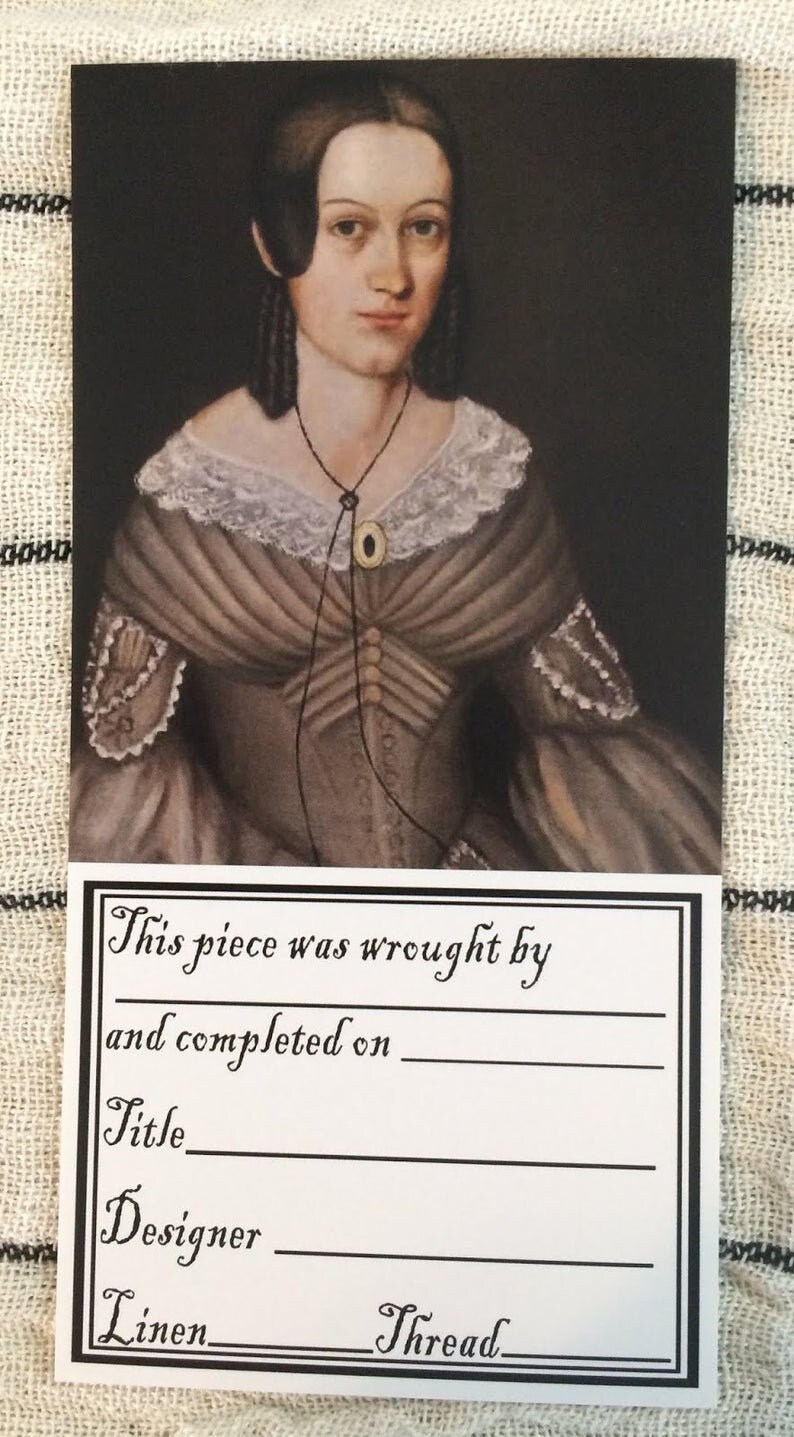 This piece was wrought by
and completed on
Title
Designer
Linen Thread